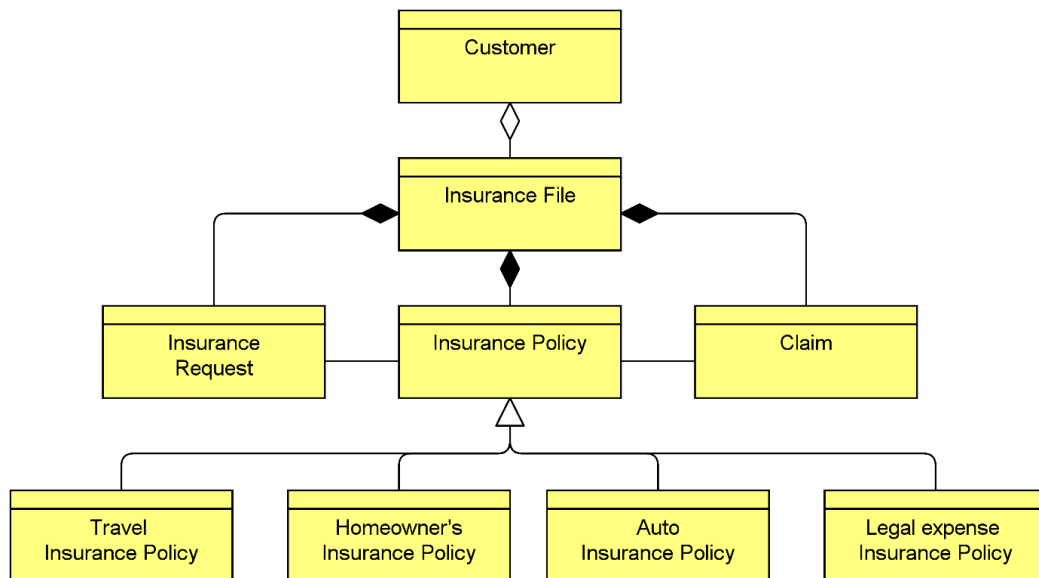 Customer
Insurance File
Insurance
Request
Insurance Policy
Claim
Travel
Insurance Policy
Homeowner's
Insurance Policy
Auto
Insurance Policy
Legal expense
Insurance Policy